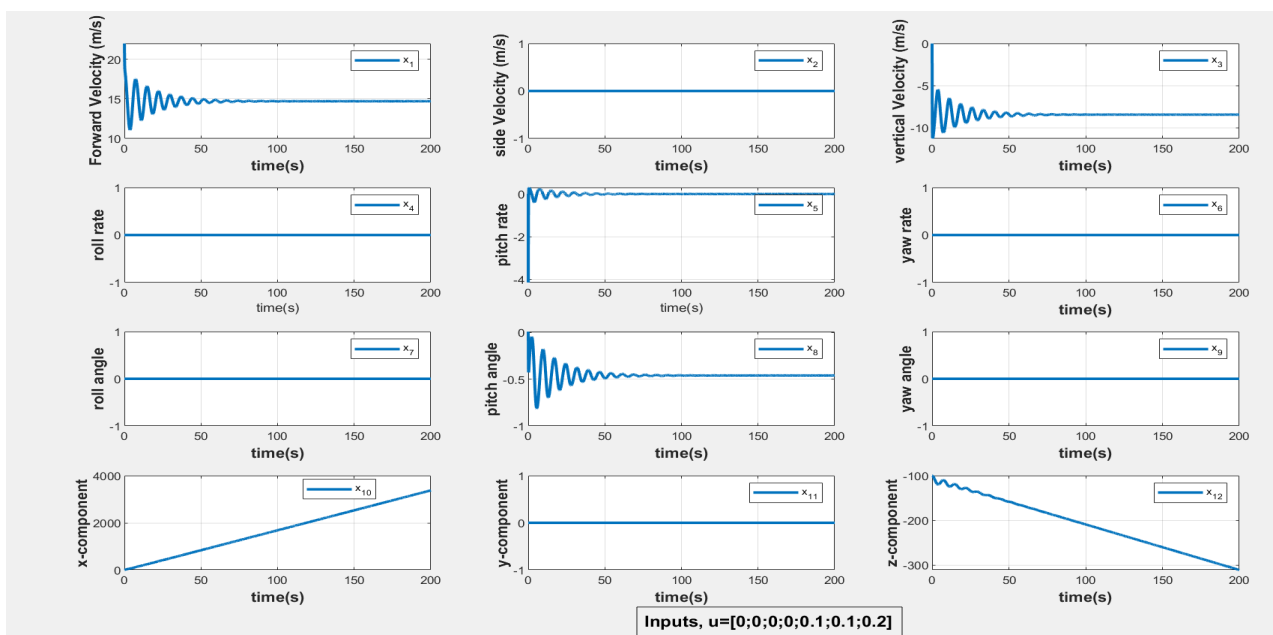 Forward Velocity (m/s)
20
15
10
x1
0 50 100 150 200
time(s)
side Velocity (m/s)
1
0
-1
x2
0 50 100 150 200
time(s)
vertical Velocity (m/s)
0
-5
-10
x3
0 50 100 150 200
time(s)
roll rate
1
0
-1
x4
0 50 100 150 200
time(s)
pitch rate
0
-2
-4
x5
0 50 100 150 200
time(s)
yaw rate
1
0
-1
x6
0 50 100 150 200
time(s)
roll angle
1
0
-1
x7
0 50 100 150 200
time(s)
pitch angle
0
-0.5
-1
x8
0 50 100 150 200
time(s)
yaw angle
1
0
-1
x9
0 50 100 150 200
time(s)
x-component
4000
2000
0
x10
0 50 100 150 200
time(s)
y-component
1
0
-1
x11
0 50 100 150 200
time(s)
z-component
-100
-200
-300
x12
0 50 100 150 200
time(s)
Inputs, u=[0;0;0;0;0.1;0.1;0.2]